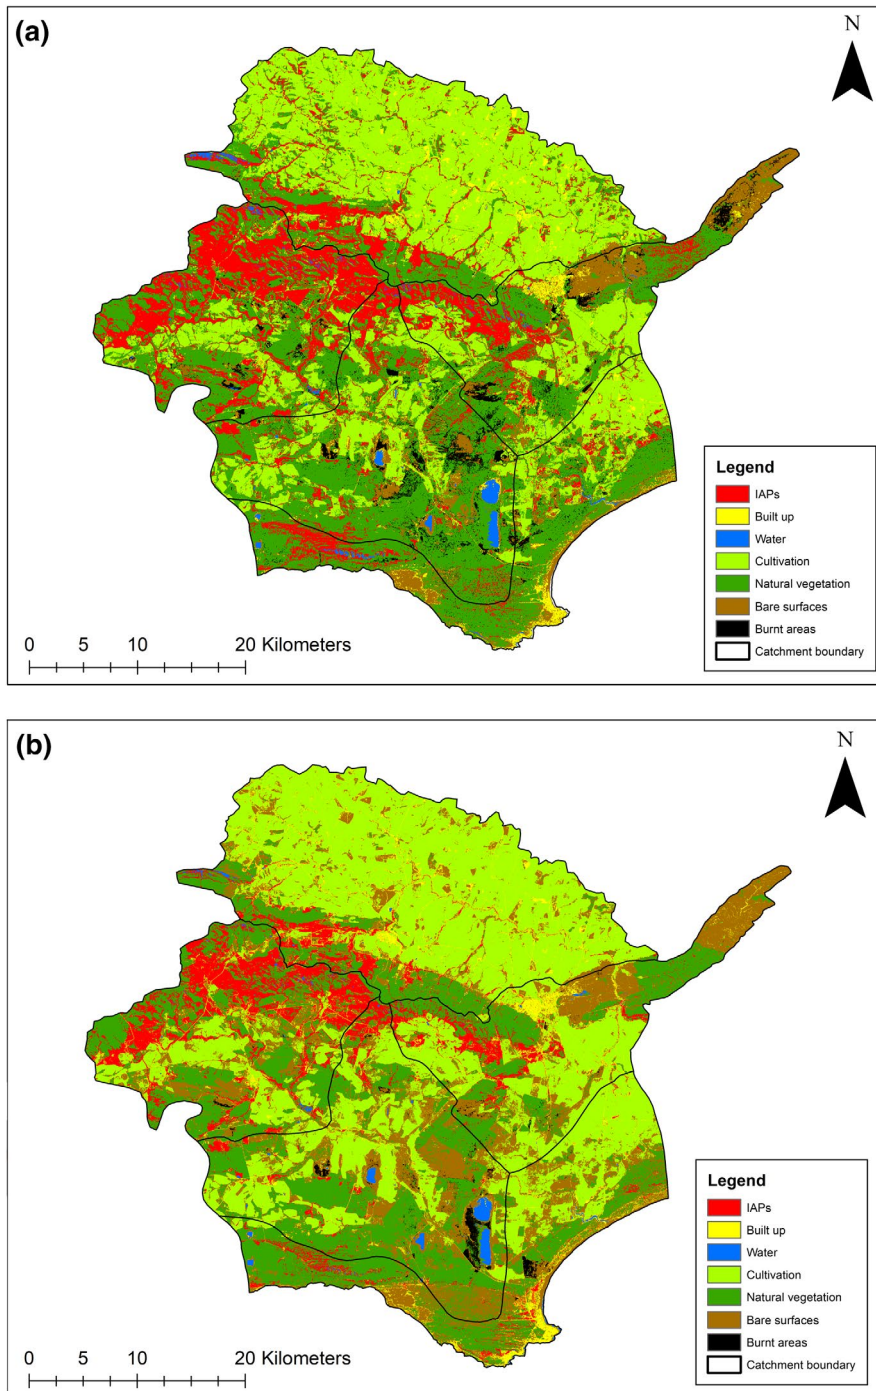 (a)
N
Legend
IAPs
Built up
Water
Cultivation
Natural vegetation
Bare surfaces
Burnt areas
Catchment boundary
0 5 10 20 Kilometers
(b)
N
Legend
IAPs
Built up
Water
Cultivation
Natural vegetation
Bare surfaces
Burnt areas
Catchment boundary
0 5 10 20 Kilometers